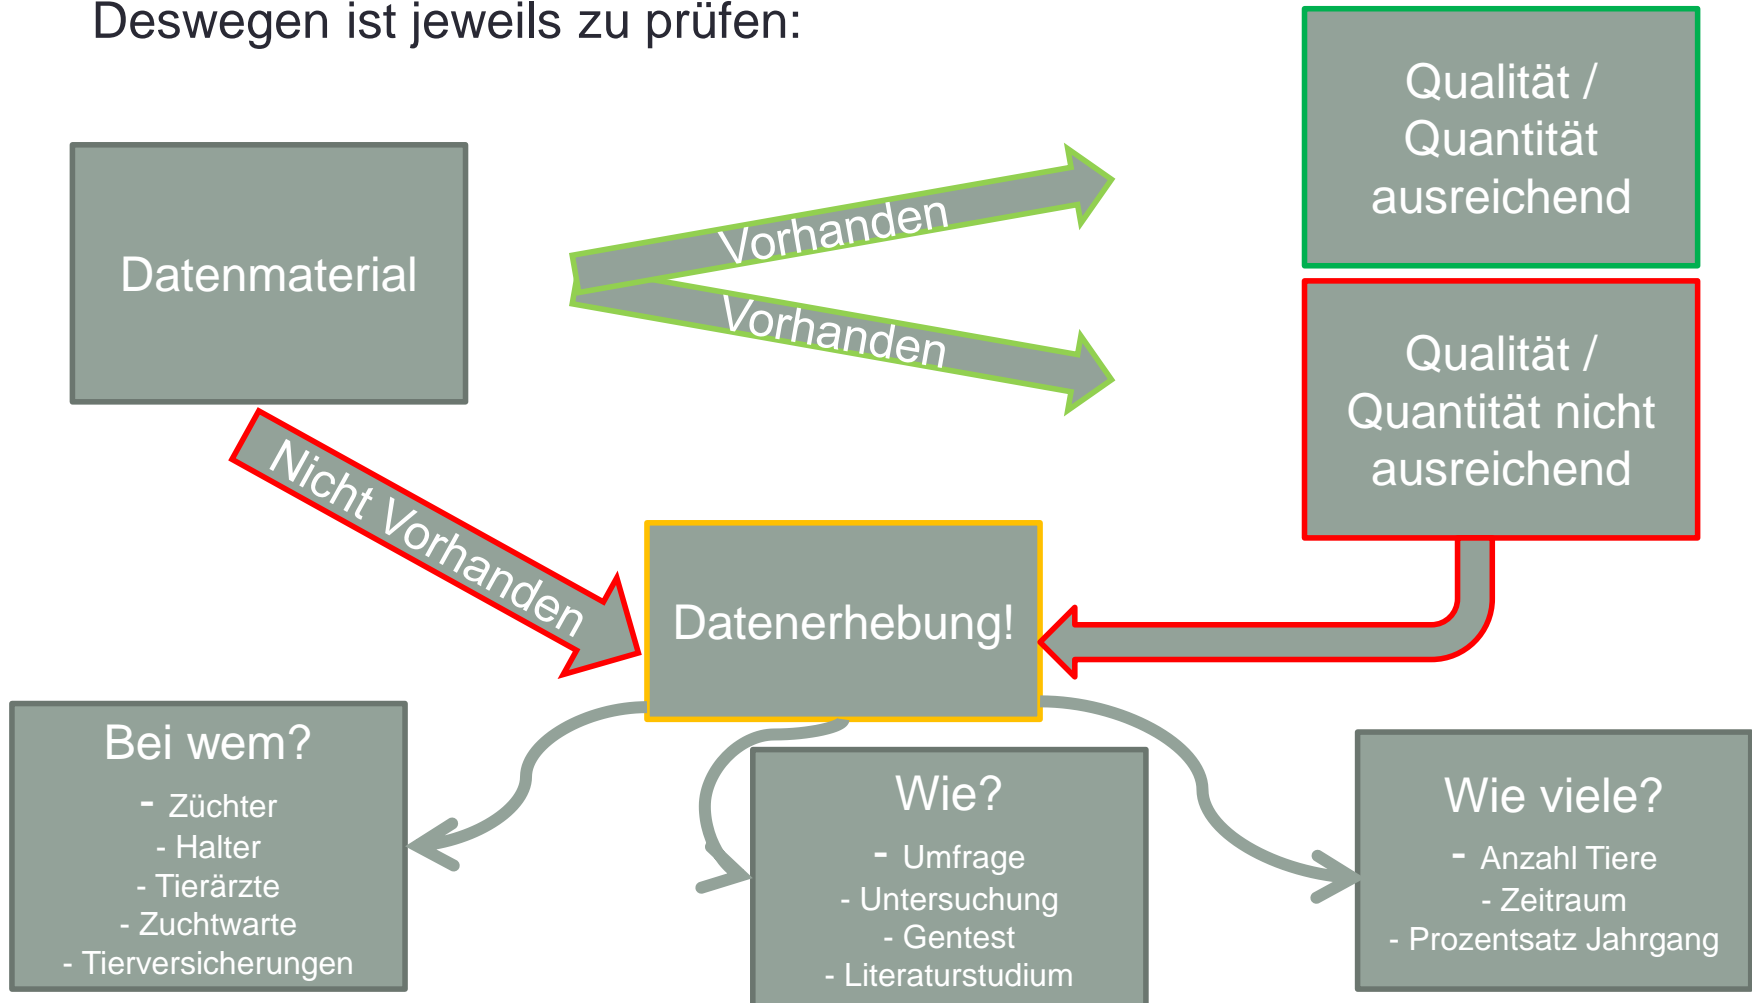 Deswegen ist jeweils zu prüfen:
Qualität /
Quantität
ausreichend
Datenmaterial
Vorhanden
Vorhanden
Qualität /
Quantität nicht
ausreichend
Nicht Vorhanden
Datenerhebung!
Bei wem?
- Züchter
- Halter
- Tierärzte
- Zuchtwarte
- Tierversicherungen
Wie?
- Umfrage
- Untersuchung
- Gentest
- Literaturstudium
Wie viele?
- Anzahl Tiere
- Zeitraum
- Prozentsatz Jahrgang